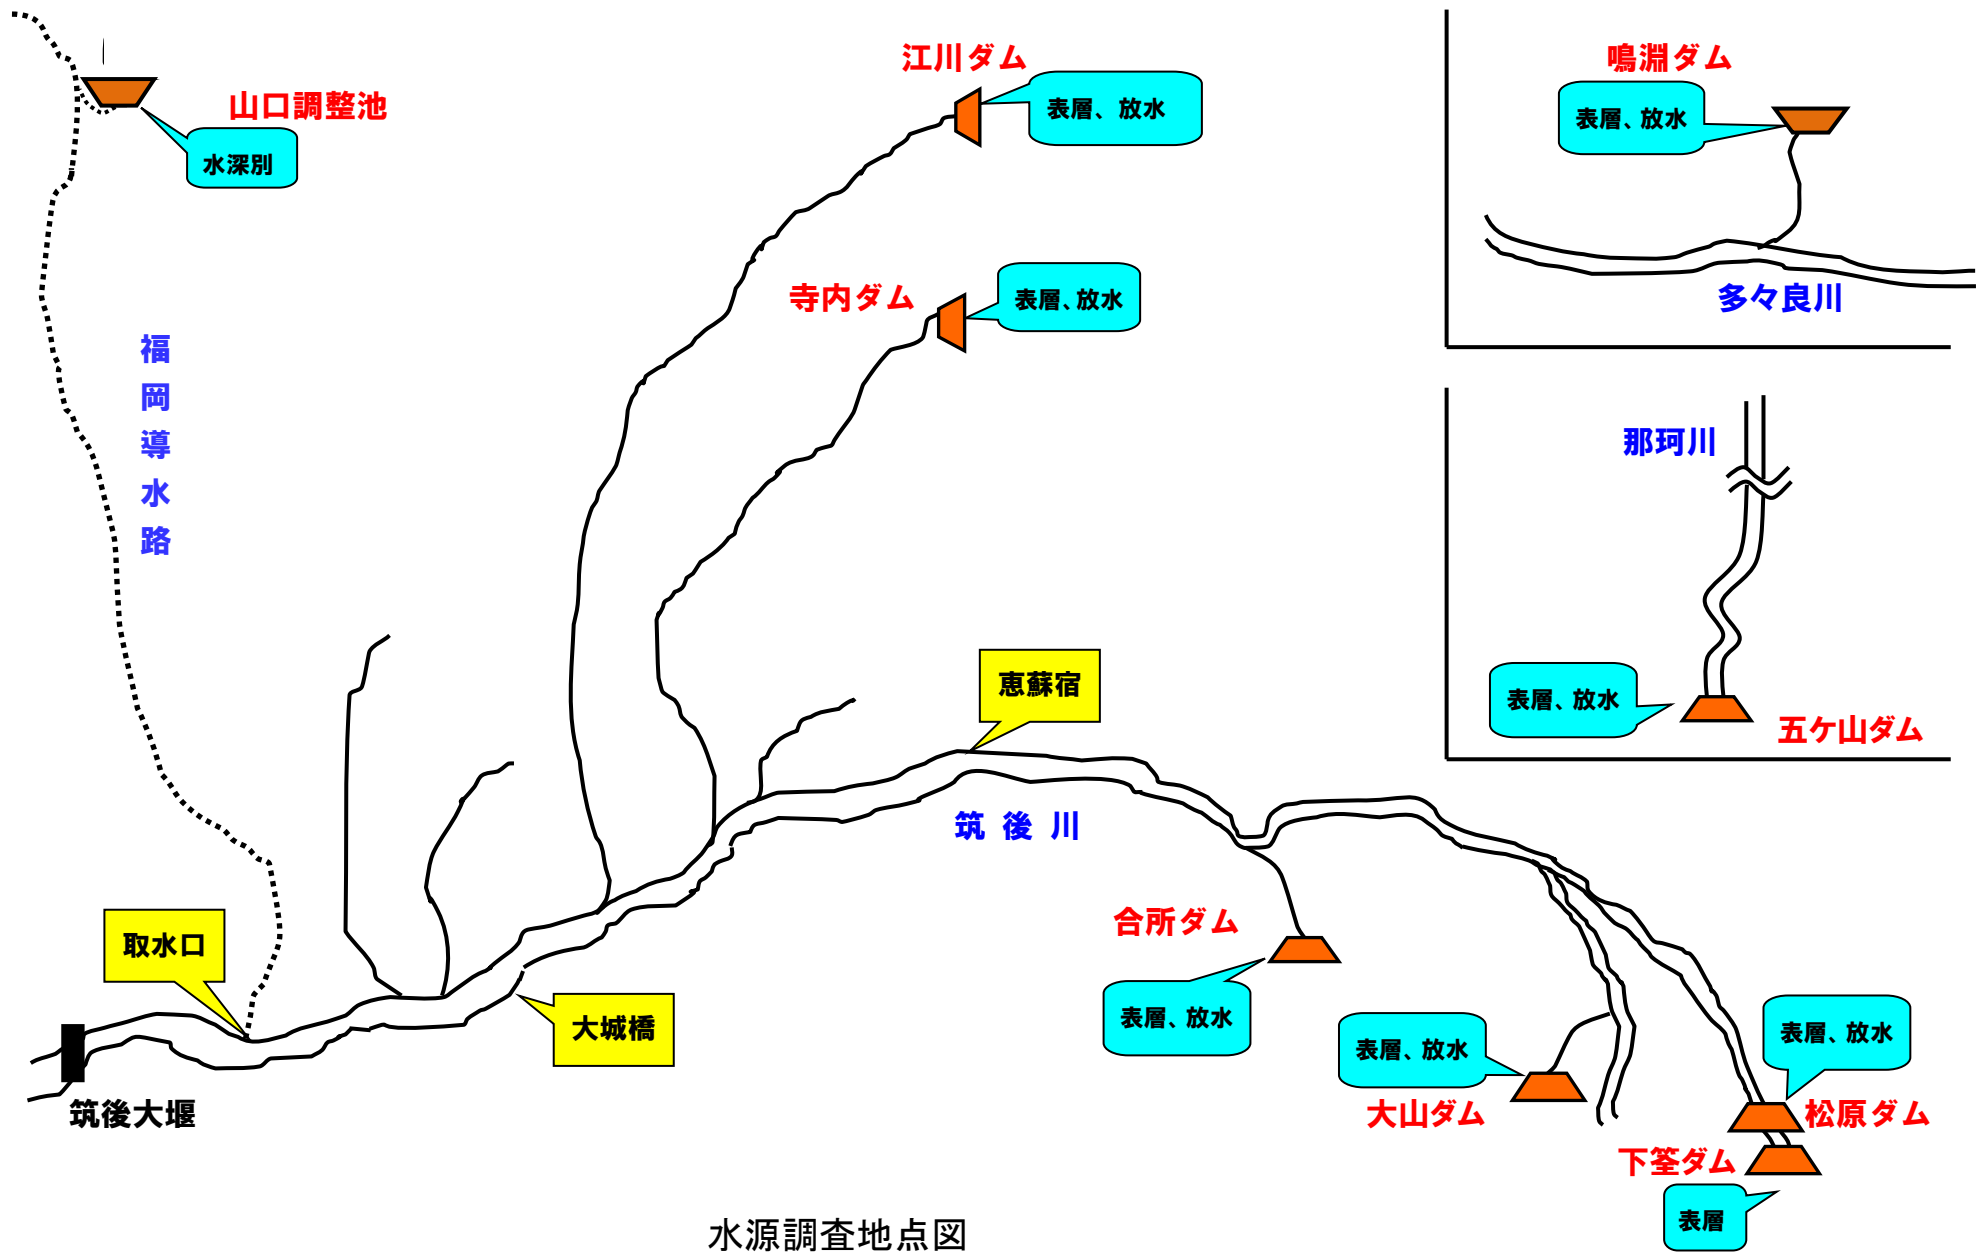 江川ダム
表層、放水
鳴淵ダム
表層、放水
山口調整池
水深別
寺内ダム
表層、放水
多々良川
福岡導水路
那珂川
恵蘇宿
表層、放水
五ケ山ダム
筑後川
合所ダム
取水口
表層、放水
大城橋
表層、放水
表層、放水
筑後大堰
大山ダム
松原ダム
下筌ダム
表層
水源調査地点図